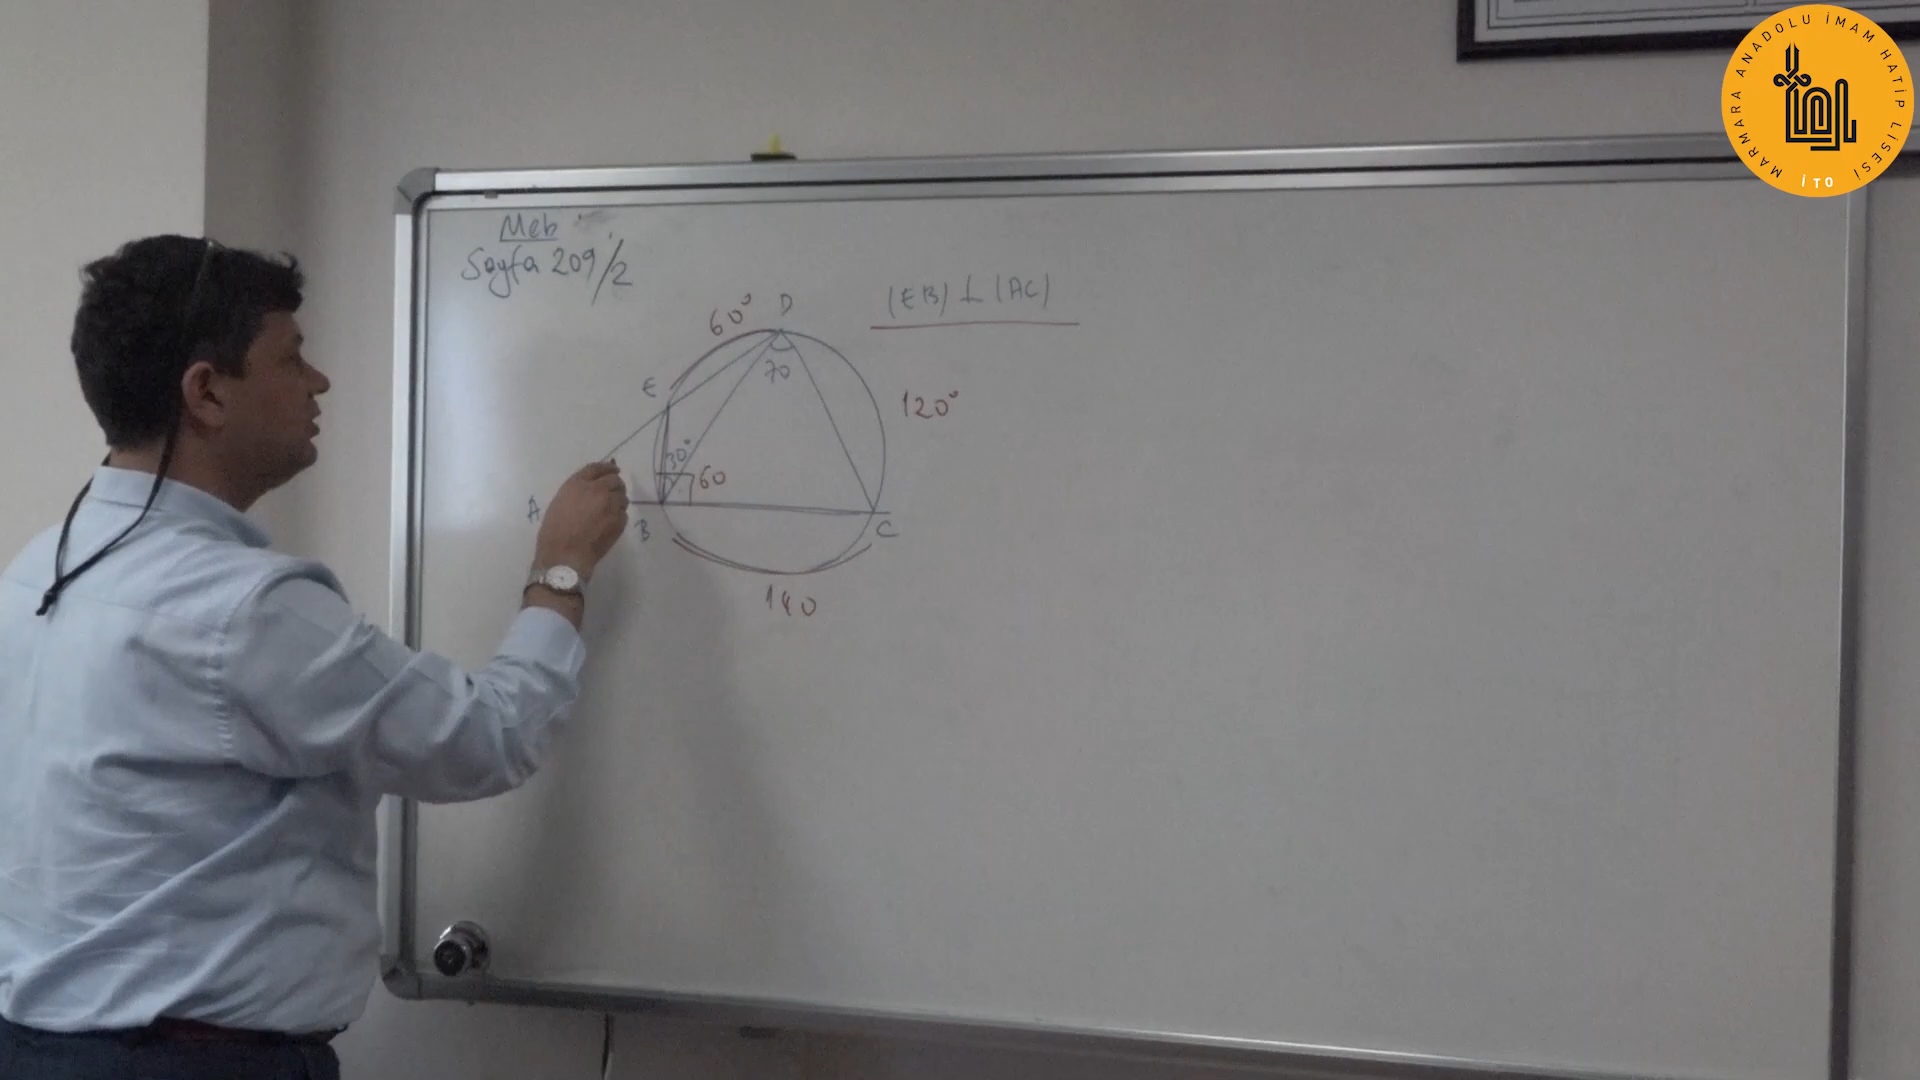 MARMARA ANADOLU İMAM HATİP LİSESİ
İTO
Meb
Sayfa 209/2
60° D |EB| ⊥ |AC|
70
E
120°
30°
60
A
B C
140